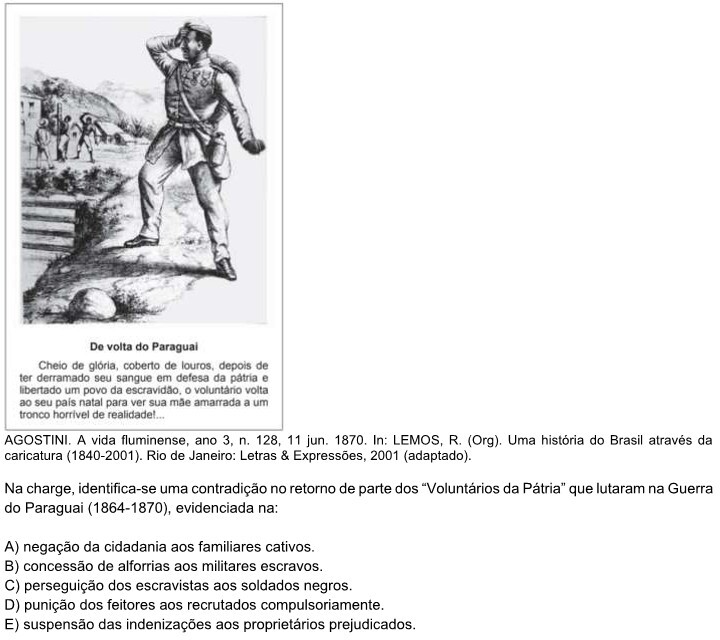 De volta do Paraguai
Cheio de glória, coberto de louros, depois de
ter derramado seu sangue em defesa da pátria e
libertado um povo da escravidão, o voluntário volta
ao seu país natal para ver sua mãe amarrada a um
tronco horrível de realidade!...
AGOSTINI. A vida fluminense, ano 3, n. 128, 11 jun. 1870. In: LEMOS, R. (Org). Uma história do Brasil através da
caricatura (1840-2001). Rio de Janeiro: Letras & Expressões, 2001 (adaptado).
Na charge, identifica-se uma contradição no retorno de parte dos “Voluntários da Pátria” que lutaram na Guerra
do Paraguai (1864-1870), evidenciada na:
A) negação da cidadania aos familiares cativos.
B) concessão de alforrias aos militares escravos.
C) perseguição dos escravistas aos soldados negros.
D) punição dos feitores aos recrutados compulsoriamente.
E) suspensão das indenizações aos proprietários prejudicados.